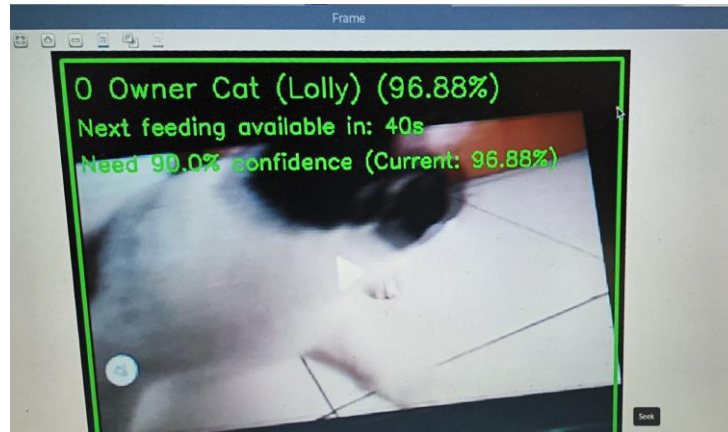 Frame
0 Owner Cat (Lolly) (96.88%)
Next feeding available in: 40s
Need 90.0% confidence (Current: 96.88%)
Seek